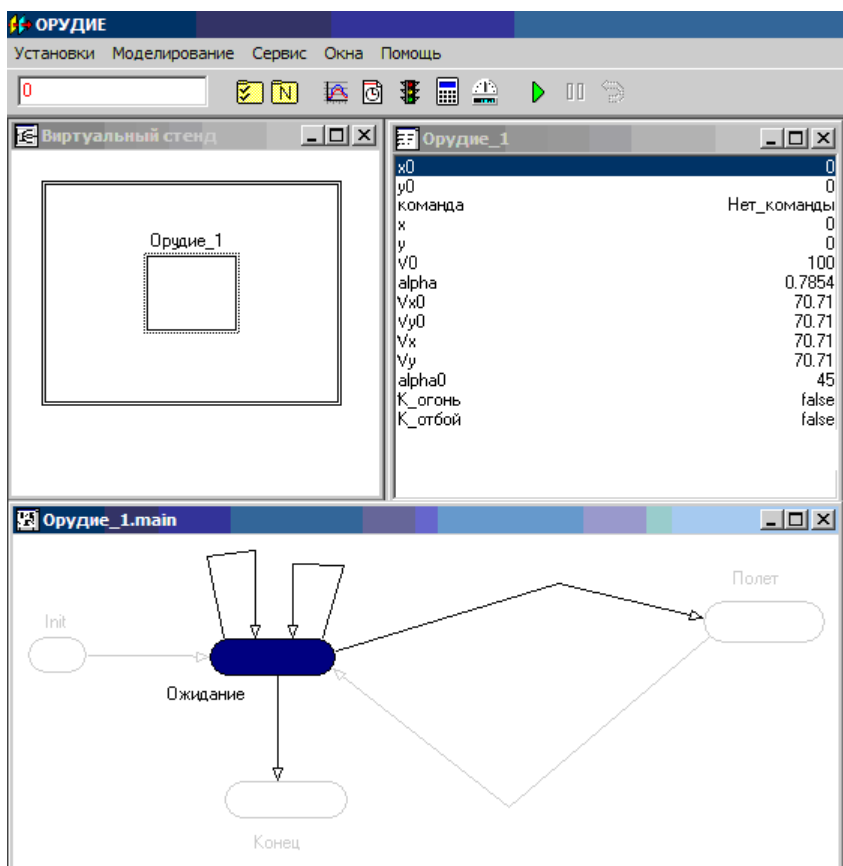 ОРУДИЕ
Установки Моделирование Сервис Окна Помощь
0
N
Виртуальный стенд
Орудие_1
Орудие_1
x0 0
y0 0
команда Нет_команды
x 0
y 0
V0 100
alpha 0.7854
Vx0 70.71
Vy0 70.71
Vx 70.71
Vy 70.71
alpha0 45
К_огонь false
К_отбой false
Орудие_1.main
Полет
Init
Ожидание
Конец